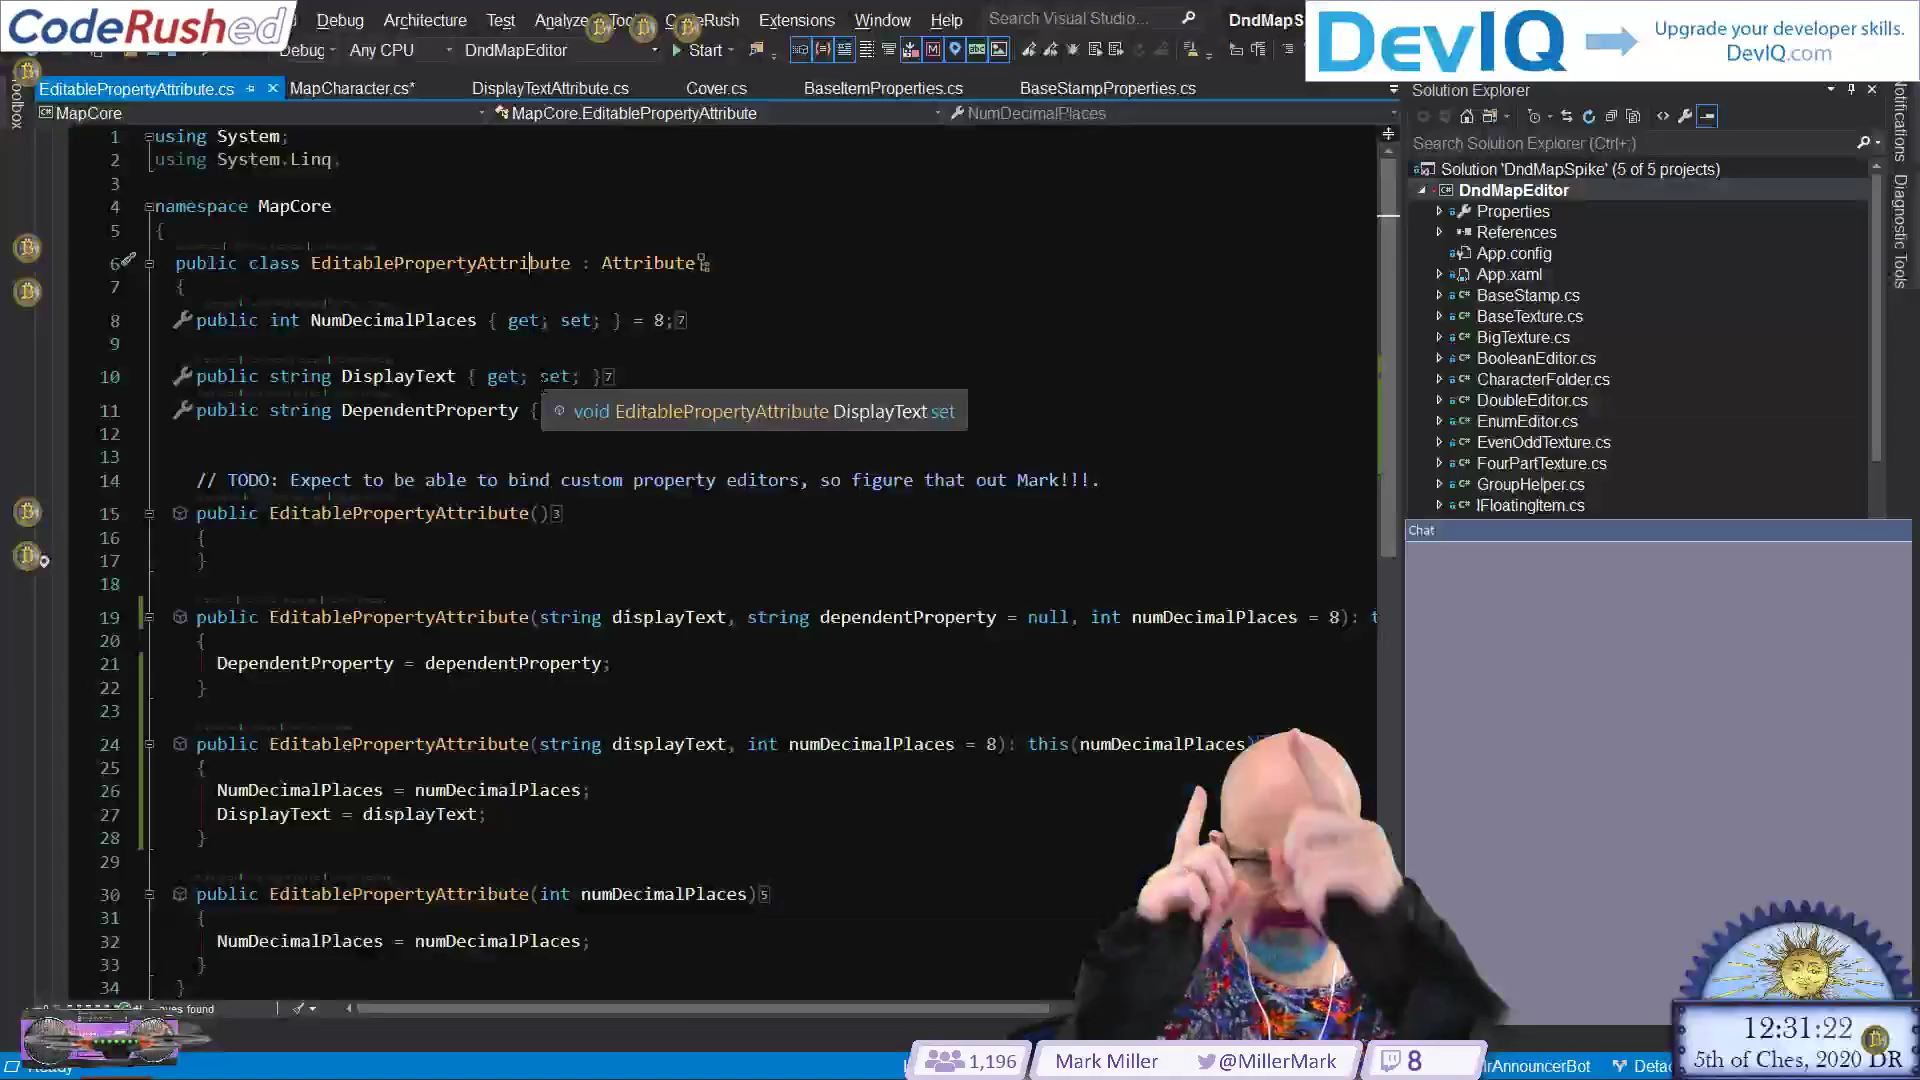 CodeRushed
Debug Architecture Test Analyze CodeRush Extensions Window Help Search Visual Studio... DndMapS
Debug Any CPU DndMapEditor Start
DevIQ
Upgrade your developer skills.
DevIQ.com
EditablePropertyAttribute.cs MapCharacter.cs* DisplayTextAttribute.cs Cover.cs BaseItemProperties.cs BaseStampProperties.cs
MapCore MapCore.EditablePropertyAttribute NumDecimalPlaces
Toolbox
1 using System;
2 using System.Linq
3
4 namespace MapCore
5 {
6 public class EditablePropertyAttribute : Attribute
7 {
8 public int NumDecimalPlaces { get; set; } = 8; 7
9
10 public string DisplayText { get; set; } 7
11 public string DependentProperty {
void EditablePropertyAttribute DisplayText set
12
13
14 // TODO: Expect to be able to bind custom property editors, so figure that out Mark!!!.
15 public EditablePropertyAttribute() 3
16 {
17 }
18
19 public EditablePropertyAttribute(string displayText, string dependentProperty = null, int numDecimalPlaces = 8): t
20 {
21 DependentProperty = dependentProperty;
22 }
23
24 public EditablePropertyAttribute(string displayText, int numDecimalPlaces = 8): this(numDecimalPlaces)
25 {
26 NumDecimalPlaces = numDecimalPlaces;
27 DisplayText = displayText;
28 }
29
30 public EditablePropertyAttribute(int numDecimalPlaces) 5
31 {
32 NumDecimalPlaces = numDecimalPlaces;
33 }
34 }
found
Solution Explorer
Search Solution Explorer (Ctrl+;)
Solution 'DndMapSpike' (5 of 5 projects)
DndMapEditor
Properties
References
App.config
App.xaml
BaseStamp.cs
BaseTexture.cs
BigTexture.cs
BooleanEditor.cs
CharacterFolder.cs
DoubleEditor.cs
EnumEditor.cs
EvenOddTexture.cs
FourPartTexture.cs
GroupHelper.cs
IFloatingItem.cs
Notifications
Diagnostic Tools
Chat
12:31:22
5th of Ches, 2020 DR
Ready
1,196
Mark Miller @MillerMark
8
rAnnouncerBot